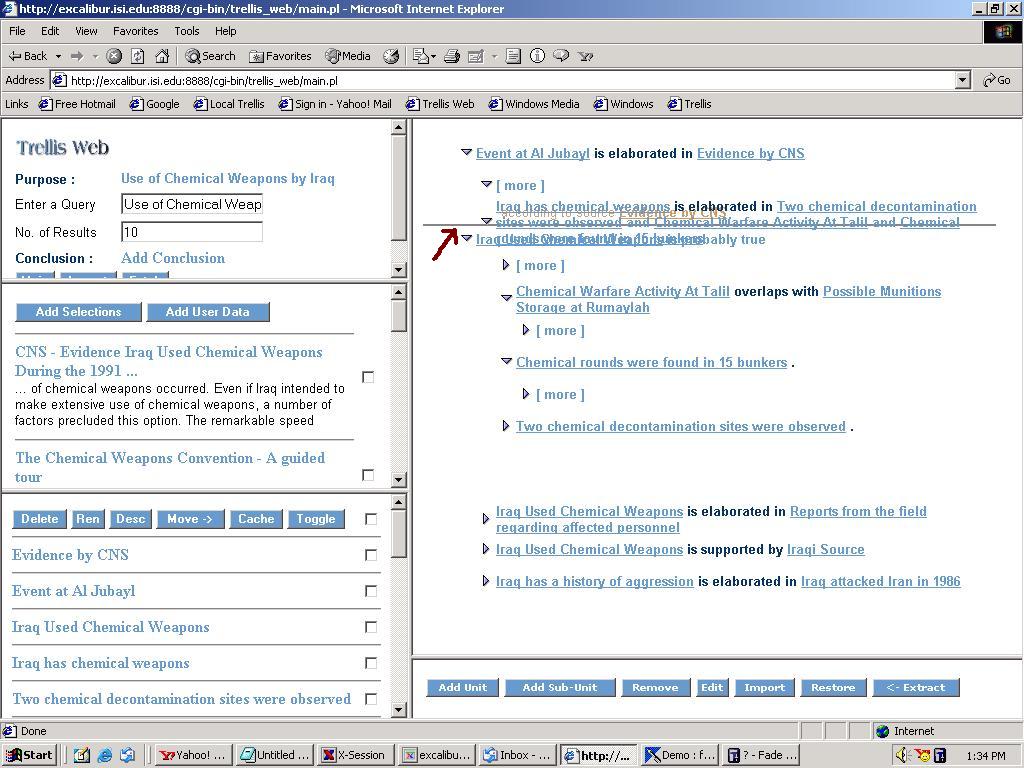 http://excalibur.isi.edu:8888/cgi-bin/trellis_web/main.pl - Microsoft Internet Explorer
File Edit View Favorites Tools Help
Back Search Favorites Media
Address http://excalibur.isi.edu:8888/cgi-bin/trellis_web/main.pl Go
Links Free Hotmail Google Local Trellis Sign in - Yahoo! Mail Trellis Web Windows Media Windows Trellis
Trellis Web
Purpose : Use of Chemical Weapons by Iraq
Enter a Query Use of Chemical Weap
No. of Results 10
Conclusion : Add Conclusion
Add Selections Add User Data
CNS - Evidence Iraq Used Chemical Weapons
During the 1991 ...
... of chemical weapons occurred. Even if Iraq intended to
make extensive use of chemical weapons, a number of
factors precluded this option. The remarkable speed
The Chemical Weapons Convention - A guided
tour
Delete Ren Desc Move -> Cache Toggle
Evidence by CNS
Event at Al Jubayl
Iraq Used Chemical Weapons
Iraq has chemical weapons
Two chemical decontamination sites were observed
Event at Al Jubayl is elaborated in Evidence by CNS
[ more ]
according to source Evidence by CNS
Iraq has chemical weapons is elaborated in Two chemical decontamination
sites were observed and Chemical Warfare Activity At Talil and Chemical
rounds were found in 15 bunkers
Iraq Used Chemical Weapons is probably true
[ more ]
Chemical Warfare Activity At Talil overlaps with Possible Munitions
Storage at Rumaylah
[ more ]
Chemical rounds were found in 15 bunkers .
[ more ]
Two chemical decontamination sites were observed .
Iraq Used Chemical Weapons is elaborated in Reports from the field
regarding affected personnel
Iraq Used Chemical Weapons is supported by Iraqi Source
Iraq has a history of aggression is elaborated in Iraq attacked Iran in 1986
Add Unit Add Sub-Unit Remove Edit Import Restore <- Extract
Done Internet
Start Yahoo! ... Untitled ... X-Session excalibu... Inbox - ... http://... Demo : f... ? - Fade ... 1:34 PM